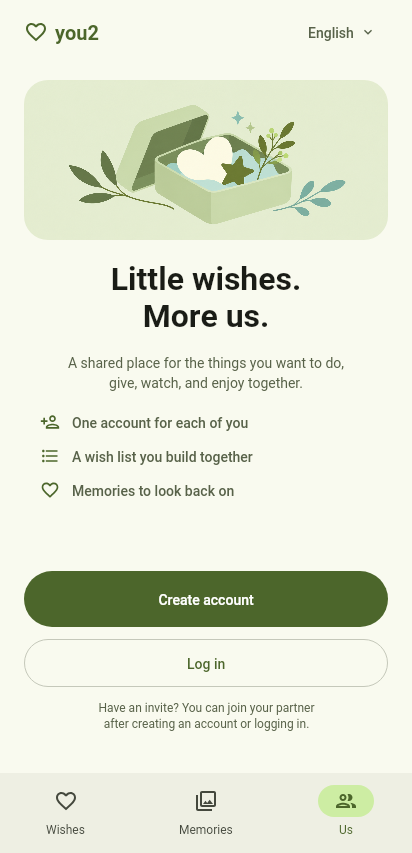 you2
English
Little wishes.
More us.
A shared place for the things you want to do,
give, watch, and enjoy together.
One account for each of you
A wish list you build together
Memories to look back on
Create account
Log in
Have an invite? You can join your partner
after creating an account or logging in.
Wishes
Memories
Us